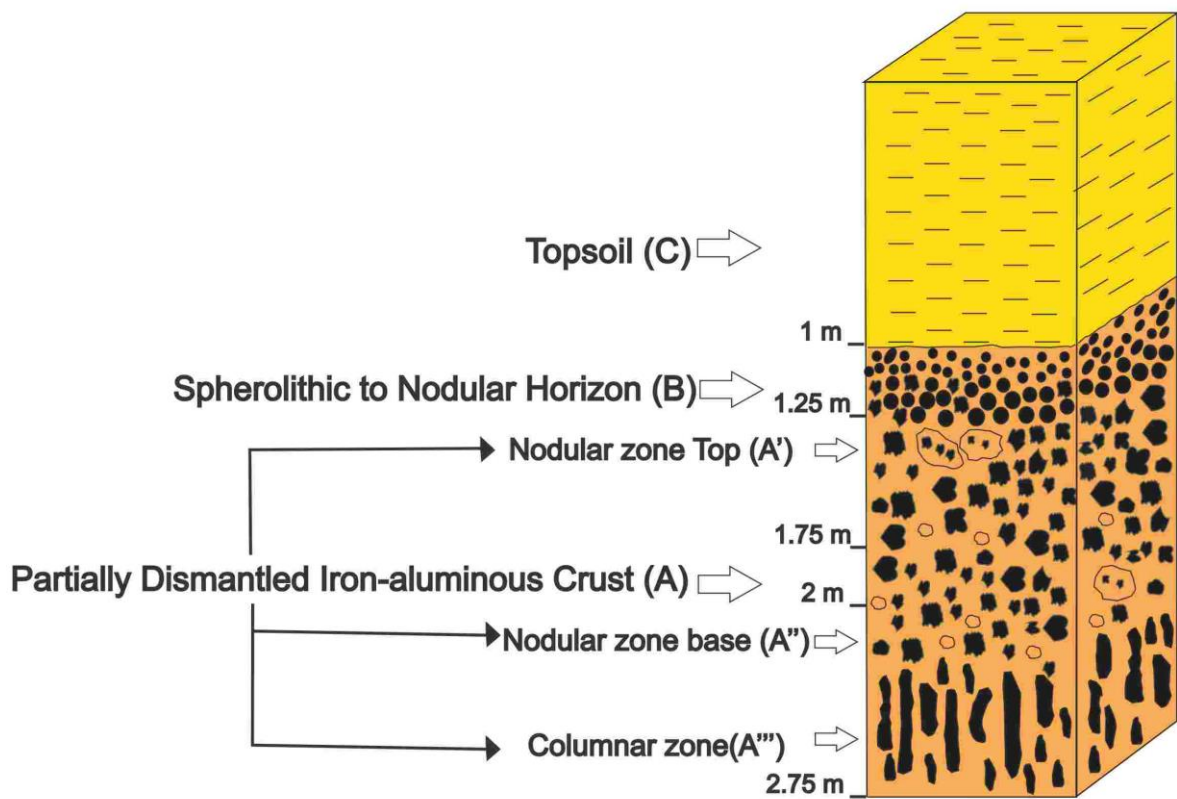 Topsoil (C)
1 m
Spherolithic to Nodular Horizon (B)
1.25 m
Nodular zone Top (A')
1.75 m
Partially Dismantled Iron-aluminous Crust (A)
2 m
Nodular zone base (A'')
Columnar zone(A''')
2.75 m